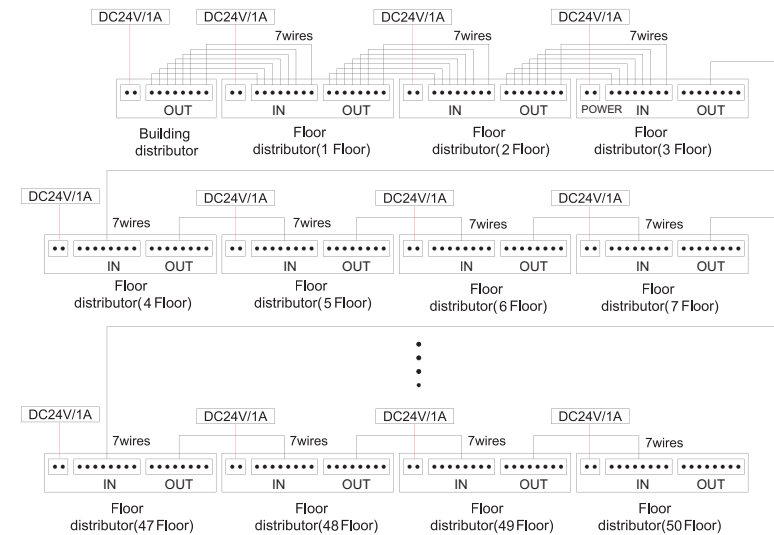 DC24V/1A DC24V/1A DC24V/1A DC24V/1A
7wires 7wires 7wires
OUT IN OUT IN OUT POWER IN OUT
Building distributor
Floor distributor(1 Floor)
Floor distributor(2 Floor)
Floor distributor(3 Floor)
DC24V/1A DC24V/1A DC24V/1A DC24V/1A
7wires 7wires 7wires 7wires
IN OUT IN OUT IN OUT IN OUT
Floor distributor(4 Floor)
Floor distributor(5 Floor)
Floor distributor(6 Floor)
Floor distributor(7 Floor)
DC24V/1A DC24V/1A DC24V/1A DC24V/1A
7wires 7wires 7wires 7wires
IN OUT IN OUT IN OUT IN OUT
Floor distributor(47 Floor)
Floor distributor(48 Floor)
Floor distributor(49 Floor)
Floor distributor(50 Floor)